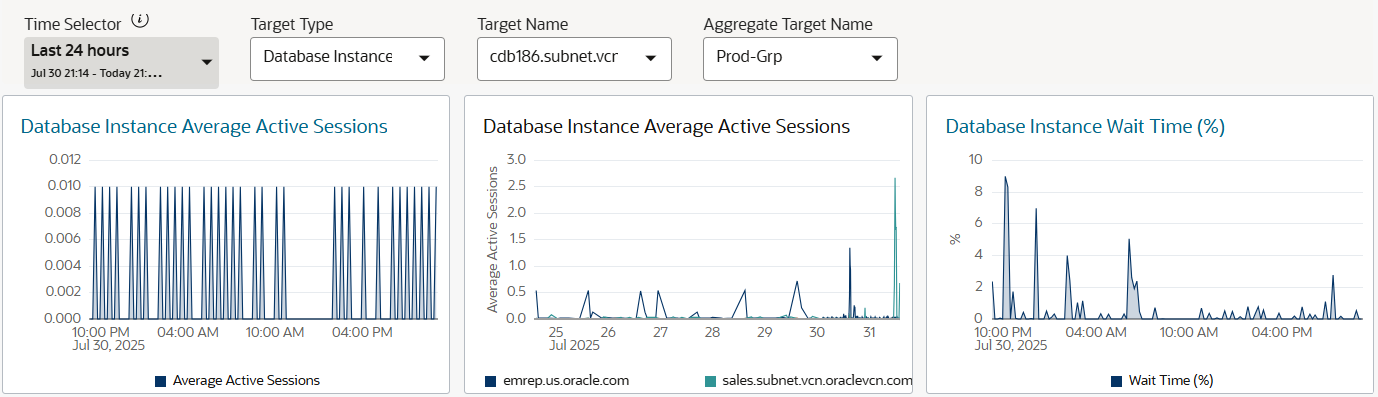 Time Selector
Last 24 hours
Jul 30 21:14 - Today 21:...
Target Type
Database Instance
Target Name
cdb186.subnet.vcr
Aggregate Target Name
Prod-Grp
Database Instance Average Active Sessions
0.012
0.010
0.008
0.006
0.004
0.002
0.000
10:00 PM 04:00 AM 10:00 AM 04:00 PM
Jul 30, 2025
Average Active Sessions
Database Instance Average Active Sessions
Average Active Sessions
3.0
2.5
2.0
1.5
1.0
0.5
0.0
25 26 27 28 29 30 31
Jul 2025
emrep.us.oracle.com sales.subnet.vcn.oraclevcn.com
Database Instance Wait Time (%)
%
10
8
6
4
2
0
10:00 PM 04:00 AM 10:00 AM 04:00 PM
Jul 30, 2025
Wait Time (%)